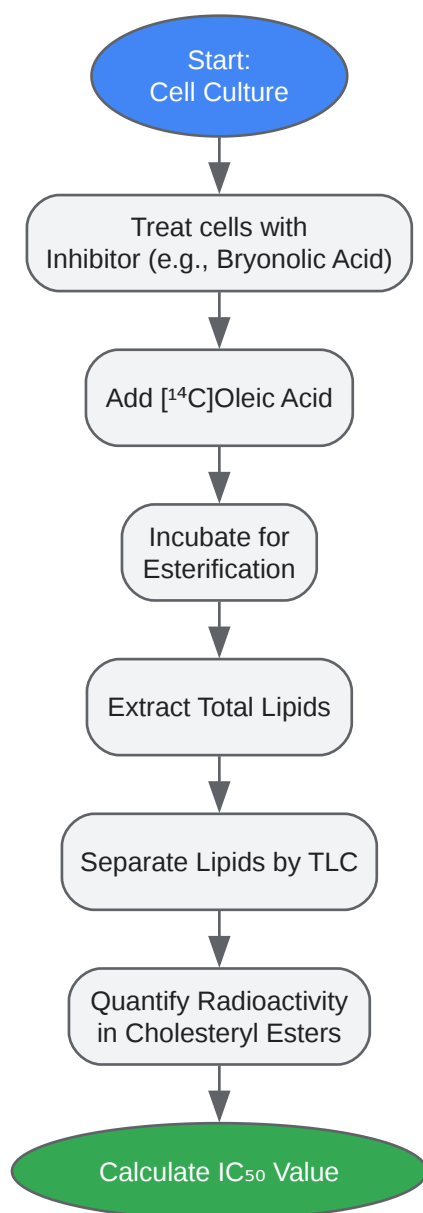 Start:
Cell Culture
Treat cells with
Inhibitor (e.g., Bryonolic Acid)
Add [¹⁴C]Oleic Acid
Incubate for
Esterification
Extract Total Lipids
Separate Lipids by TLC
Quantify Radioactivity
in Cholesteryl Esters
Calculate IC₅₀ Value